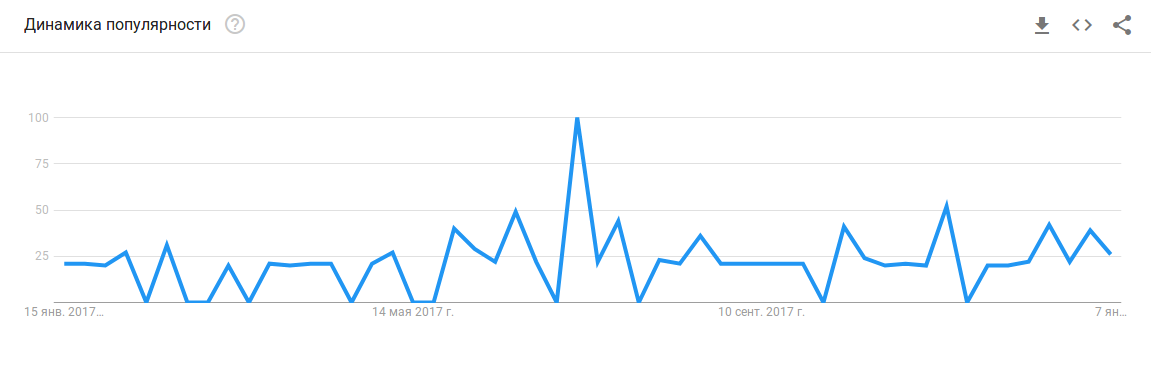 Динамика популярности ?
100
75
50
25
15 янв. 2017…
14 мая 2017 г.
10 сент. 2017 г.
7 ян…